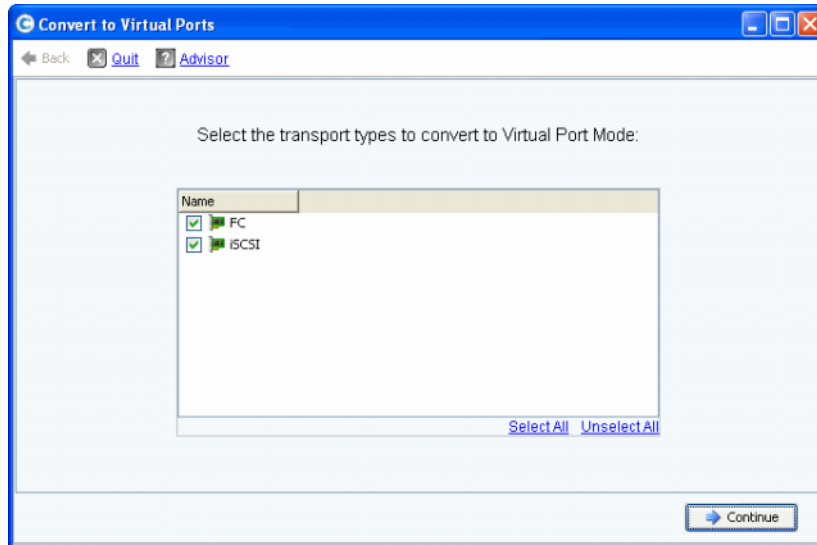 Convert to Virtual Ports
Back Quit Advisor
Select the transport types to convert to Virtual Port Mode:
Name
FC
iSCSI
Select All Unselect All
Continue